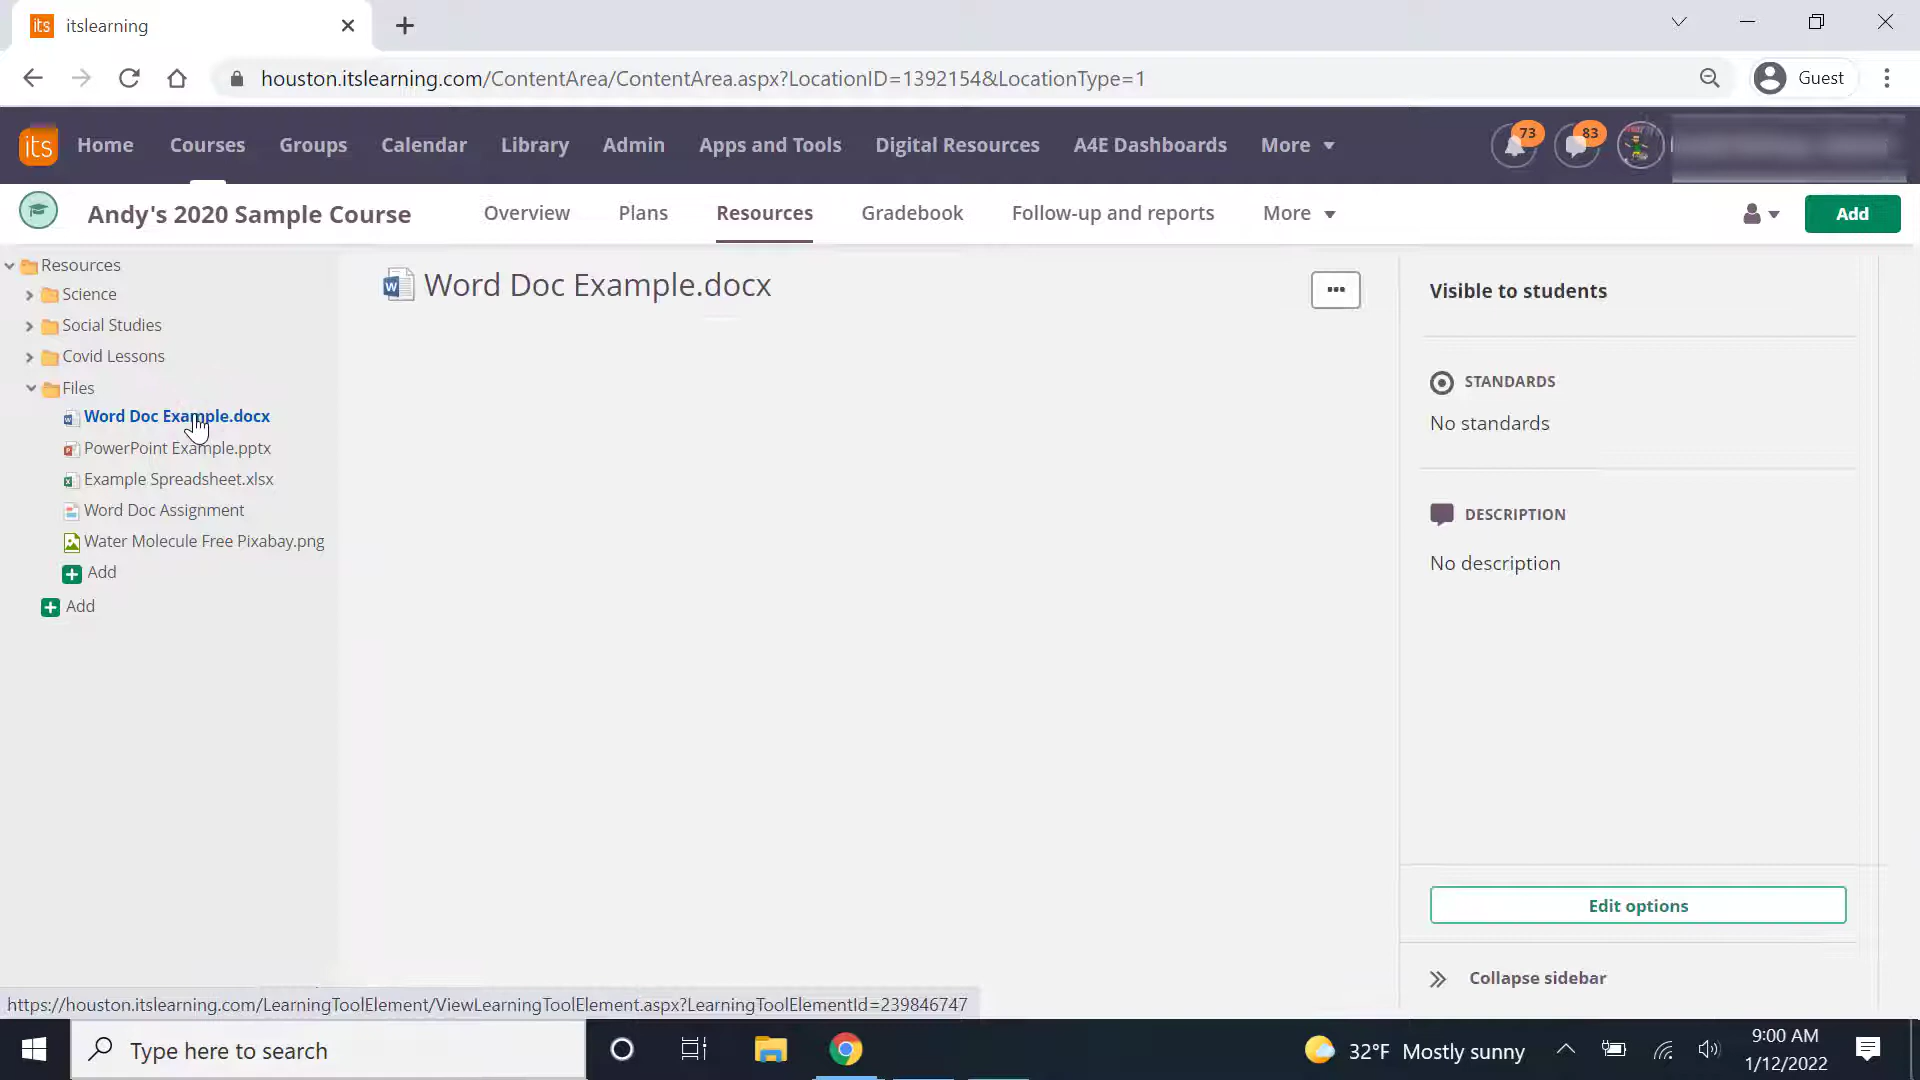 its itslearning
houston.itslearning.com/ContentArea/ContentArea.aspx?LocationID=1392154&LocationType=1
Guest
its Home Courses Groups Calendar Library Admin Apps and Tools Digital Resources A4E Dashboards More 73 83
Andy's 2020 Sample Course Overview Plans Resources Gradebook Follow-up and reports More Add
Resources
Science
Social Studies
Covid Lessons
Files
Word Doc Example.docx
PowerPoint Example.pptx
Example Spreadsheet.xlsx
Word Doc Assignment
Water Molecule Free Pixabay.png
Add
Add
Word Doc Example.docx
Visible to students
STANDARDS
No standards
DESCRIPTION
No description
Edit options
Collapse sidebar
https://houston.itslearning.com/LearningToolElement/ViewLearningToolElement.aspx?LearningToolElementId=239846747
Type here to search
32°F Mostly sunny
9:00 AM
1/12/2022